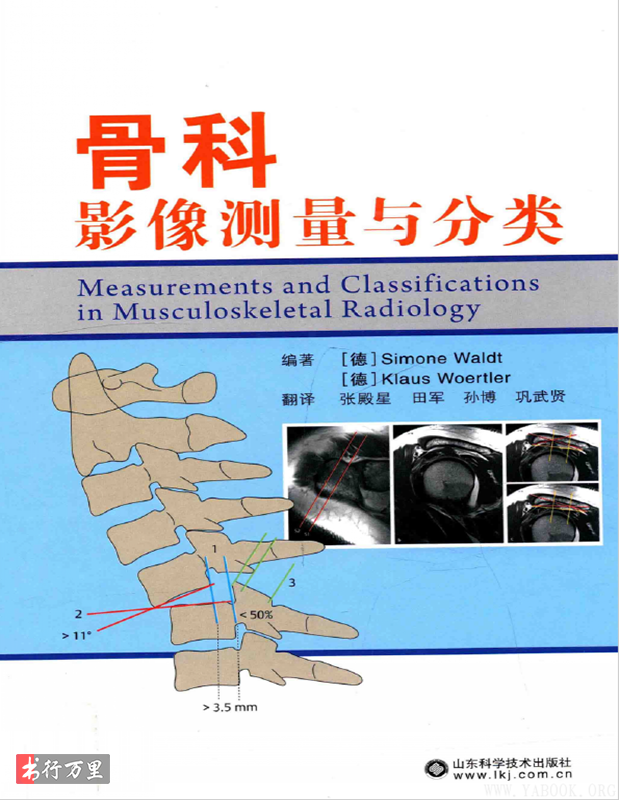 骨科
影像测量与分类
Measurements and Classifications
in Musculoskeletal Radiology
编著 [德] Simone Waldt
[德] Klaus Woertler
翻译 张殿星 田军 孙博 巩武贤
1
2
3
> 11°
< 50%
> 3.5 mm
书行万里
山东科学技术出版社
www.lkj.com.cn
WWW.YABOOK.ORG